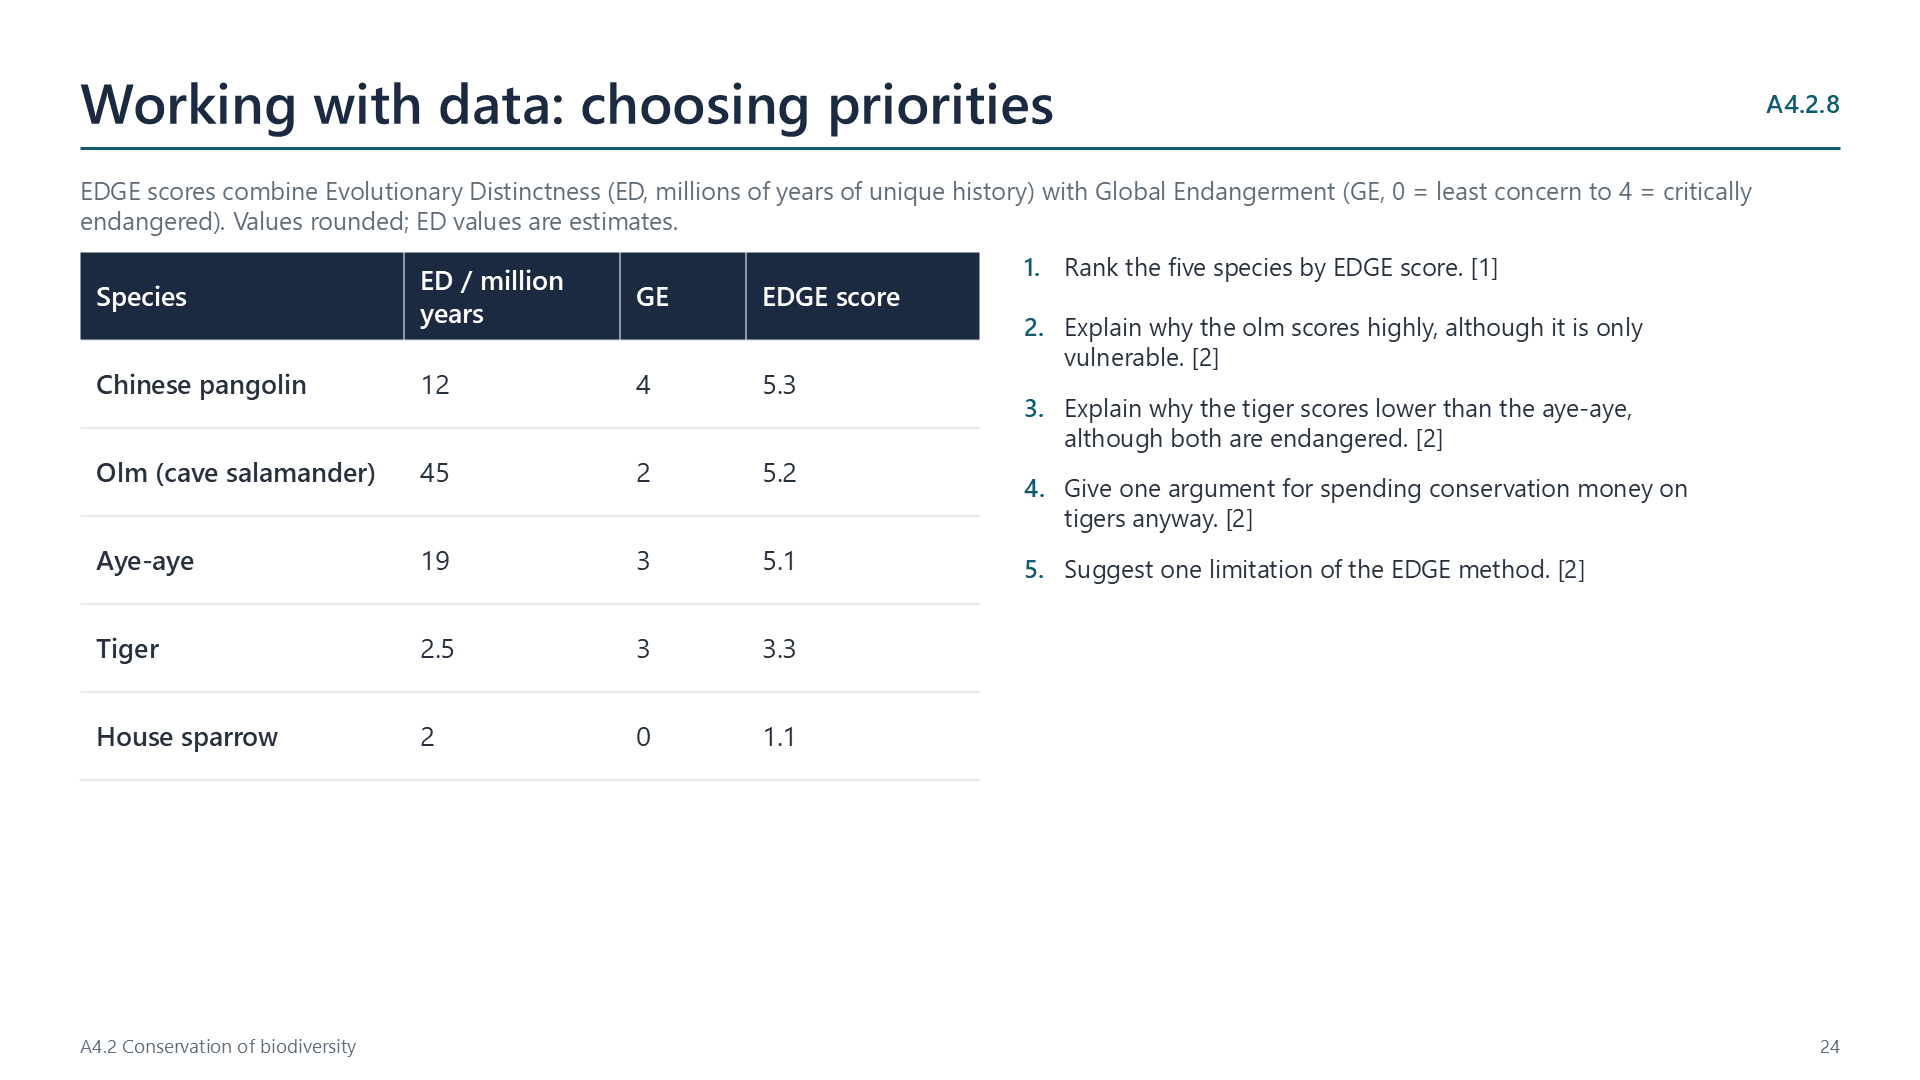 Working with data: choosing priorities
A4.2.8
EDGE scores combine Evolutionary Distinctness (ED, millions of years of unique history) with Global Endangerment (GE, 0 = least concern to 4 = critically
endangered). Values rounded; ED values are estimates.
Species
ED / million
years
GE
EDGE score
Chinese pangolin
12
4
5.3
Olm (cave salamander)
45
2
5.2
Aye-aye
19
3
5.1
Tiger
2.5
3
3.3
House sparrow
2
0
1.1
1. Rank the five species by EDGE score. [1]
2. Explain why the olm scores highly, although it is only
vulnerable. [2]
3. Explain why the tiger scores lower than the aye-aye,
although both are endangered. [2]
4. Give one argument for spending conservation money on
tigers anyway. [2]
5. Suggest one limitation of the EDGE method. [2]
A4.2 Conservation of biodiversity
24